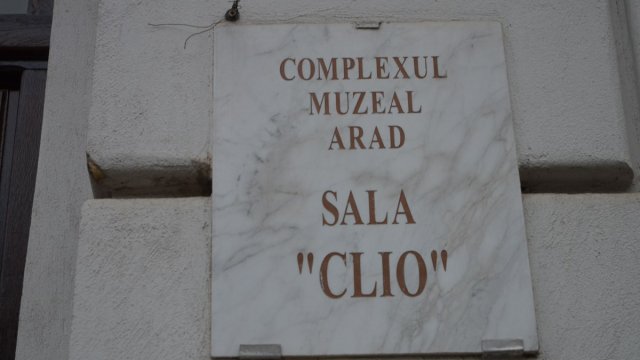 COMPLEXUL
MUZEAL
ARAD
SALA
"CLIO"